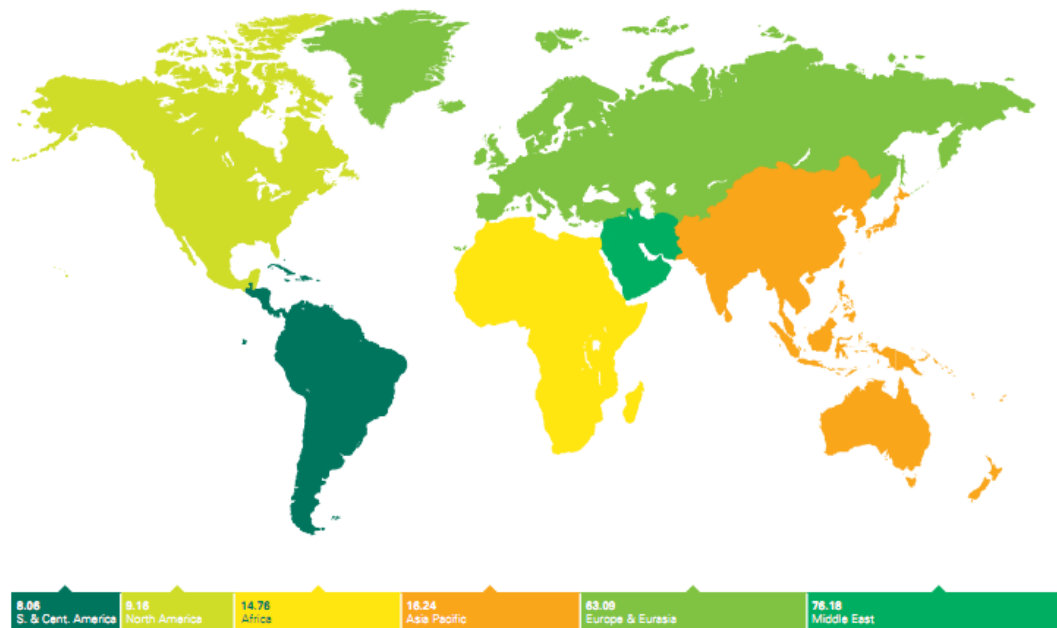 8.06
S. & Cent. America
9.16
North America
14.76
Africa
16.24
Asia Pacific
63.09
Europe & Eurasia
76.18
Middle East